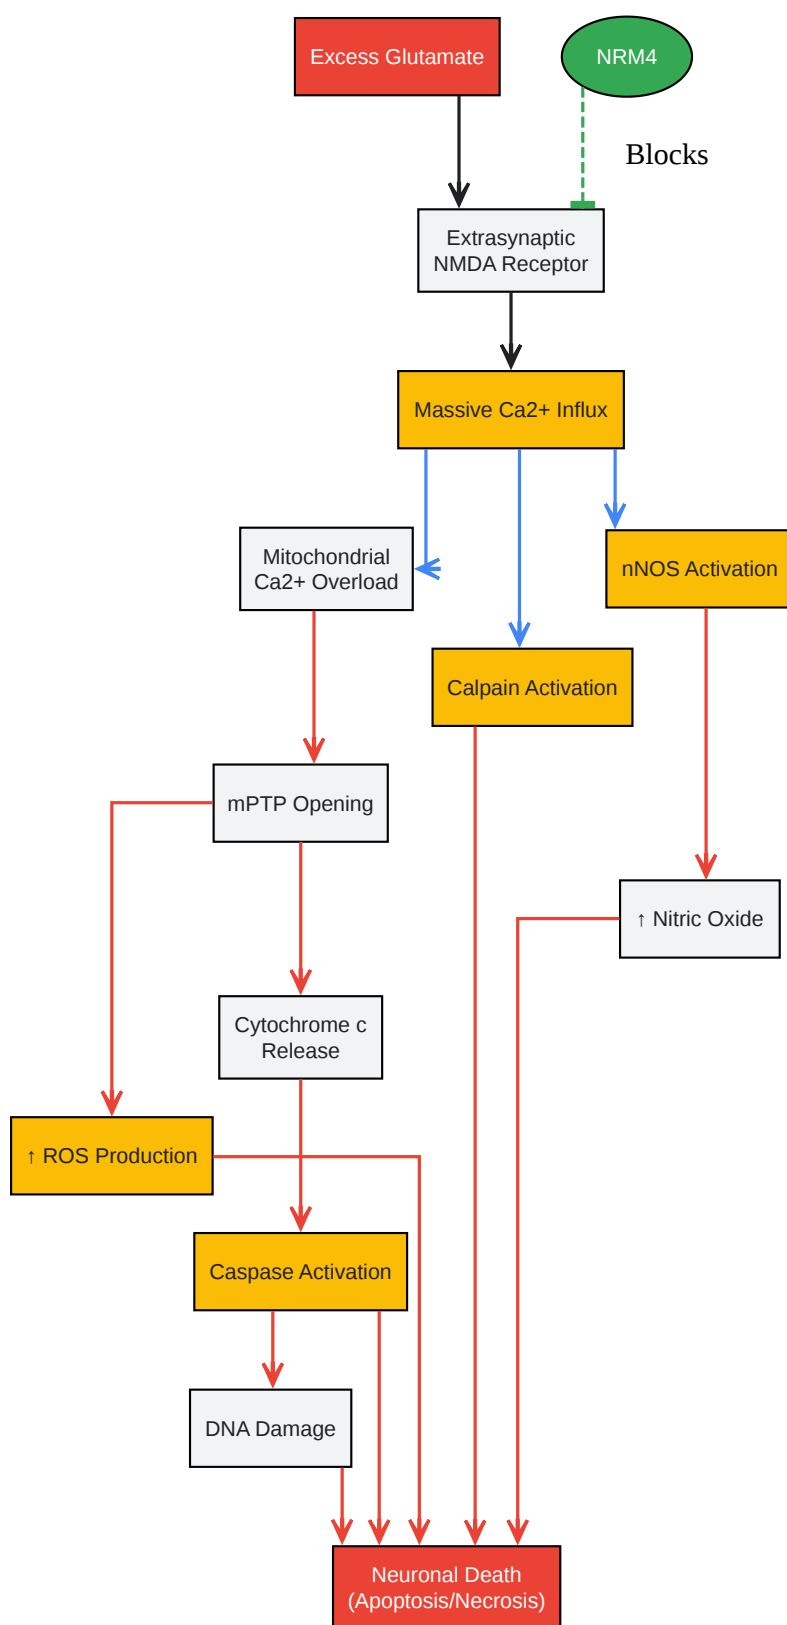 Excess Glutamate
NRM4
Blocks
Extrasynaptic
NMDA Receptor
Massive Ca2+ Influx
Mitochondrial
Ca2+ Overload
nNOS Activation
Calpain Activation
mPTP Opening
↑ Nitric Oxide
Cytochrome c
Release
↑ ROS Production
Caspase Activation
DNA Damage
Neuronal Death
(Apoptosis/Necrosis)